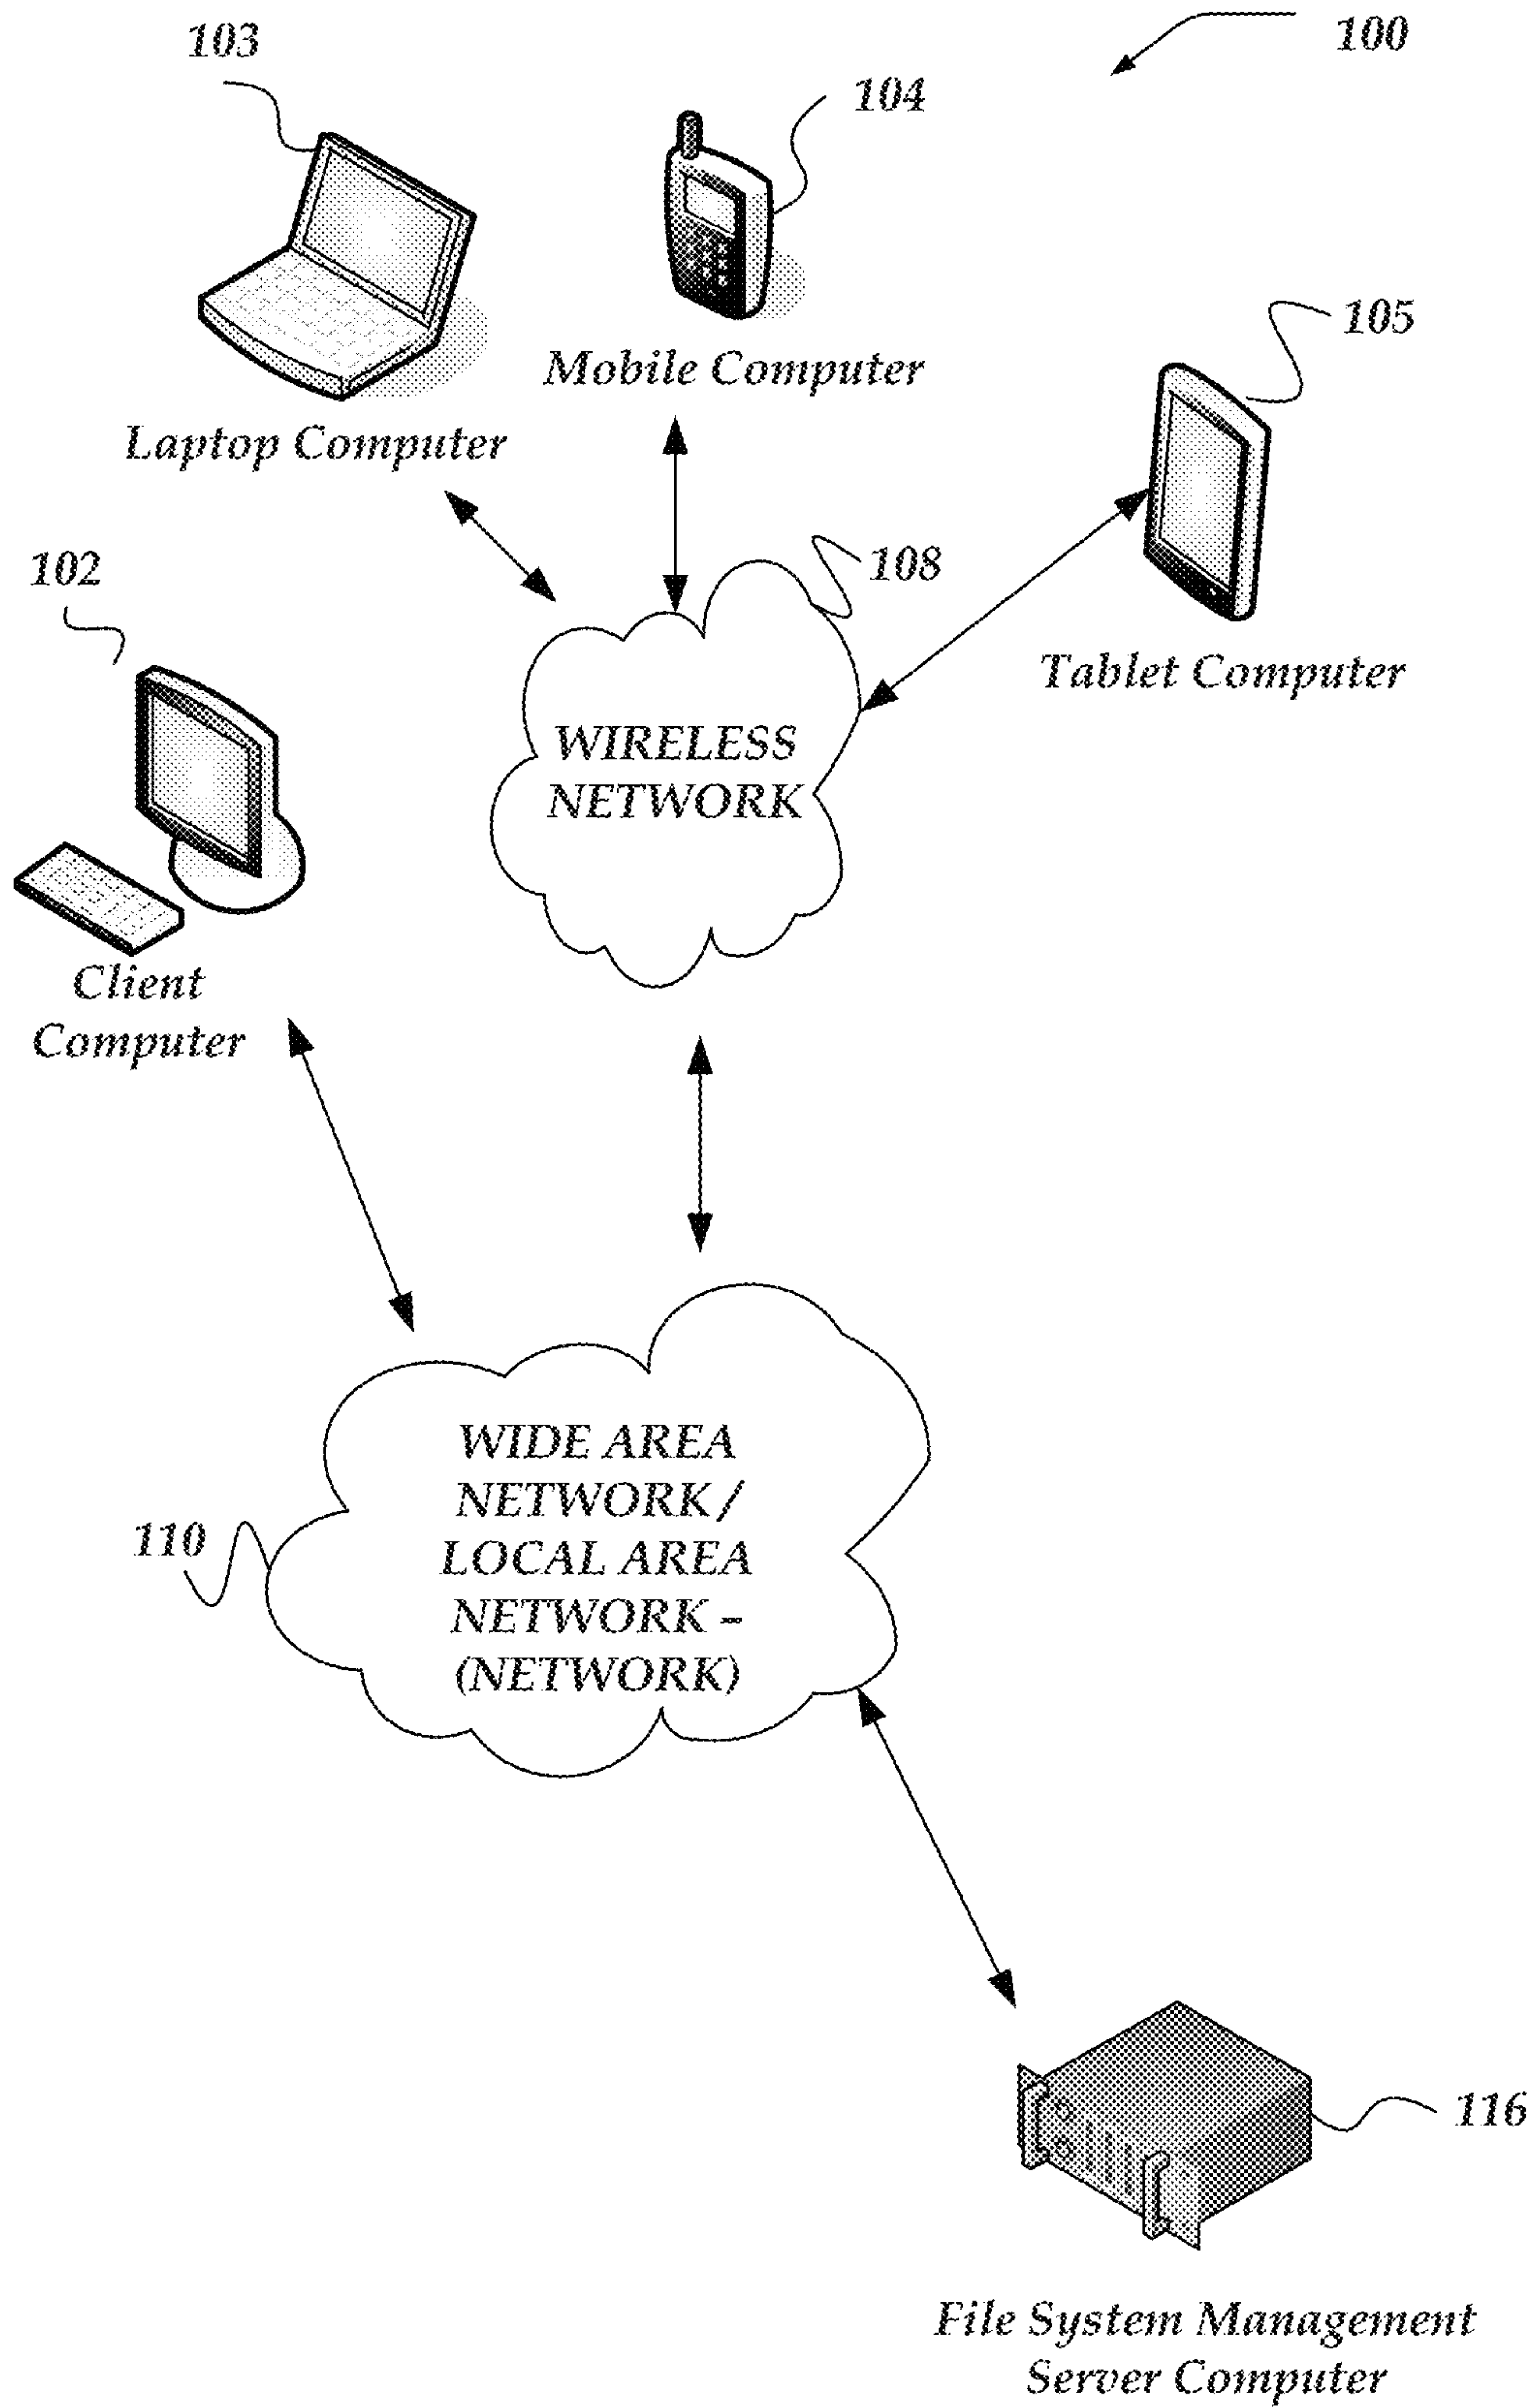 103
100
104
105
Mobile Computer
Laptop Computer
102
108
Tablet Computer
WIRELESS
NETWORK
Client
Computer
WIDE AREA
NETWORK /
LOCAL AREA
NETWORK –
(NETWORK)
110
116
File System Management
Server Computer